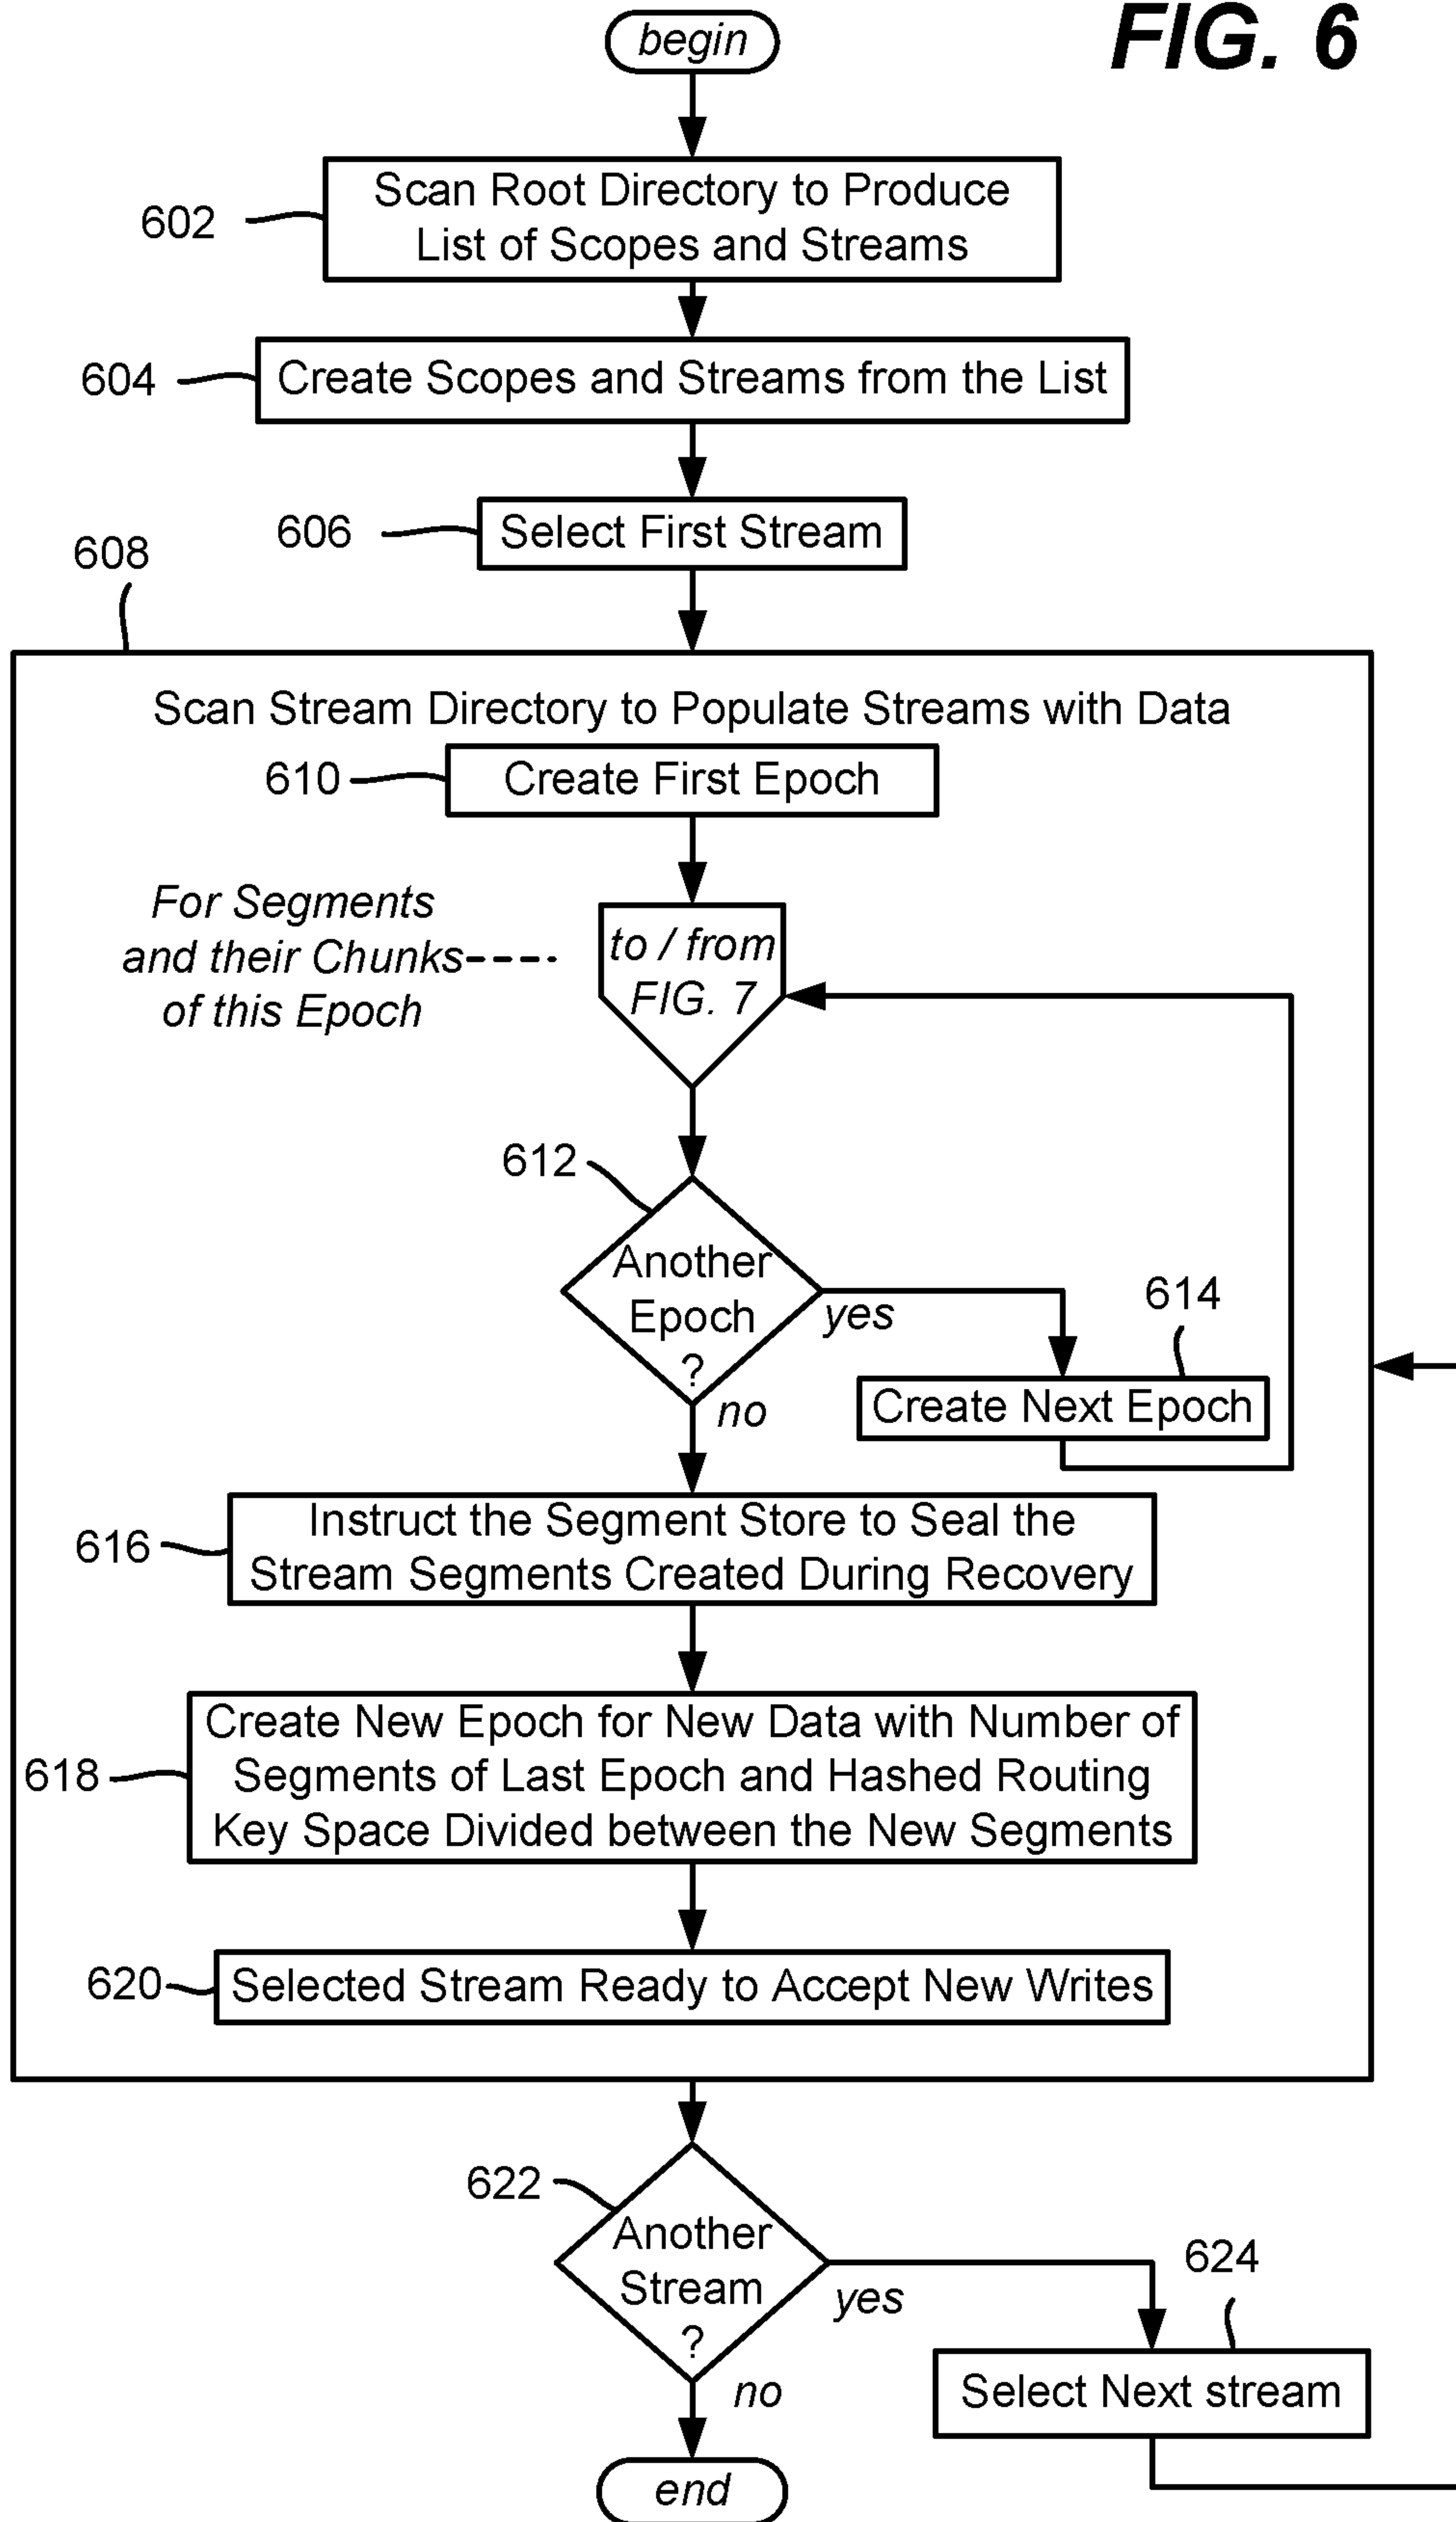 FIG. 6
begin
602
Scan Root Directory to Produce
List of Scopes and Streams
604
Create Scopes and Streams from the List
606
Select First Stream
608
Scan Stream Directory to Populate Streams with Data
610
Create First Epoch
For Segments
and their Chunks
of this Epoch
to / from
FIG. 7
612
Another
Epoch
?
yes
no
614
Create Next Epoch
616
Instruct the Segment Store to Seal the
Stream Segments Created During Recovery
618
Create New Epoch for New Data with Number of
Segments of Last Epoch and Hashed Routing
Key Space Divided between the New Segments
620
Selected Stream Ready to Accept New Writes
622
Another
Stream
?
yes
no
624
Select Next stream
end